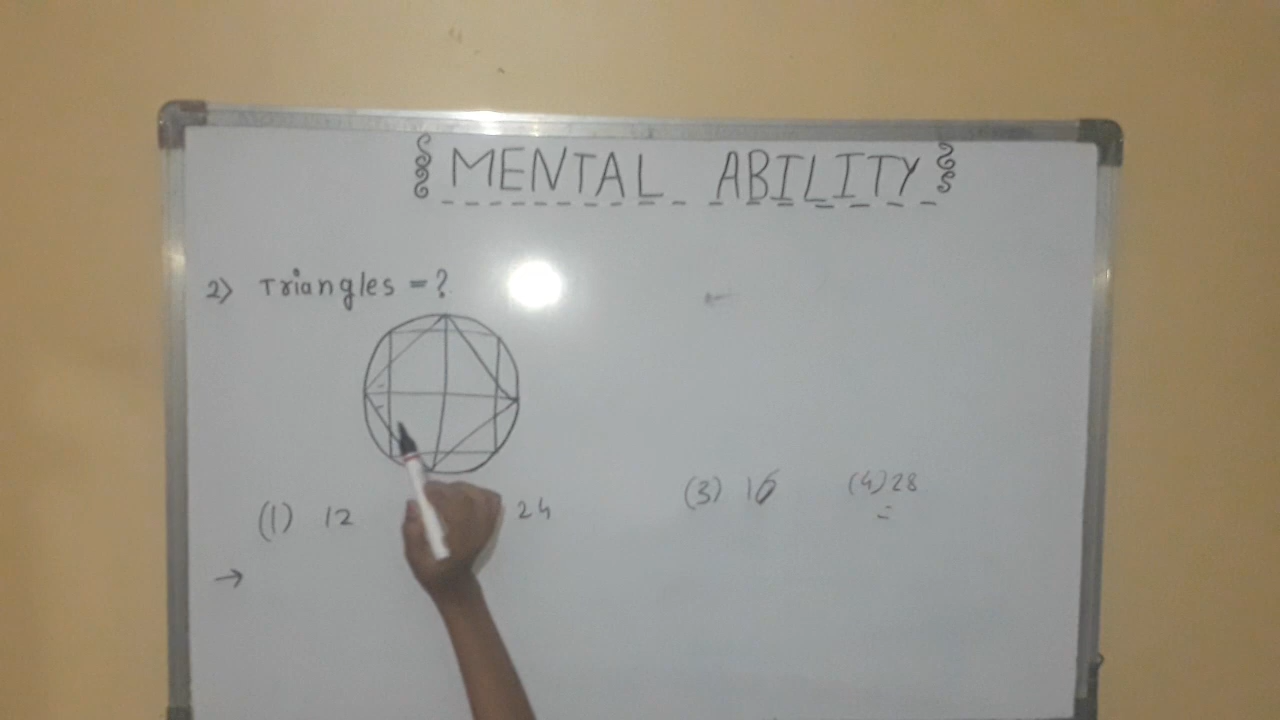 MENTAL ABILITY
2) Triangles = ?
(1) 12 24 (3) 16 (4) 28